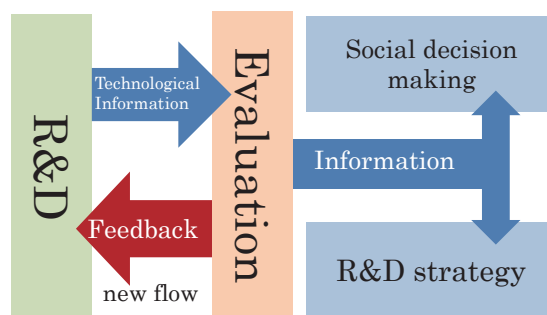 R&D
Technological
Information
Feedback
new flow
Evaluation
Social decision
making
Information
R&D strategy